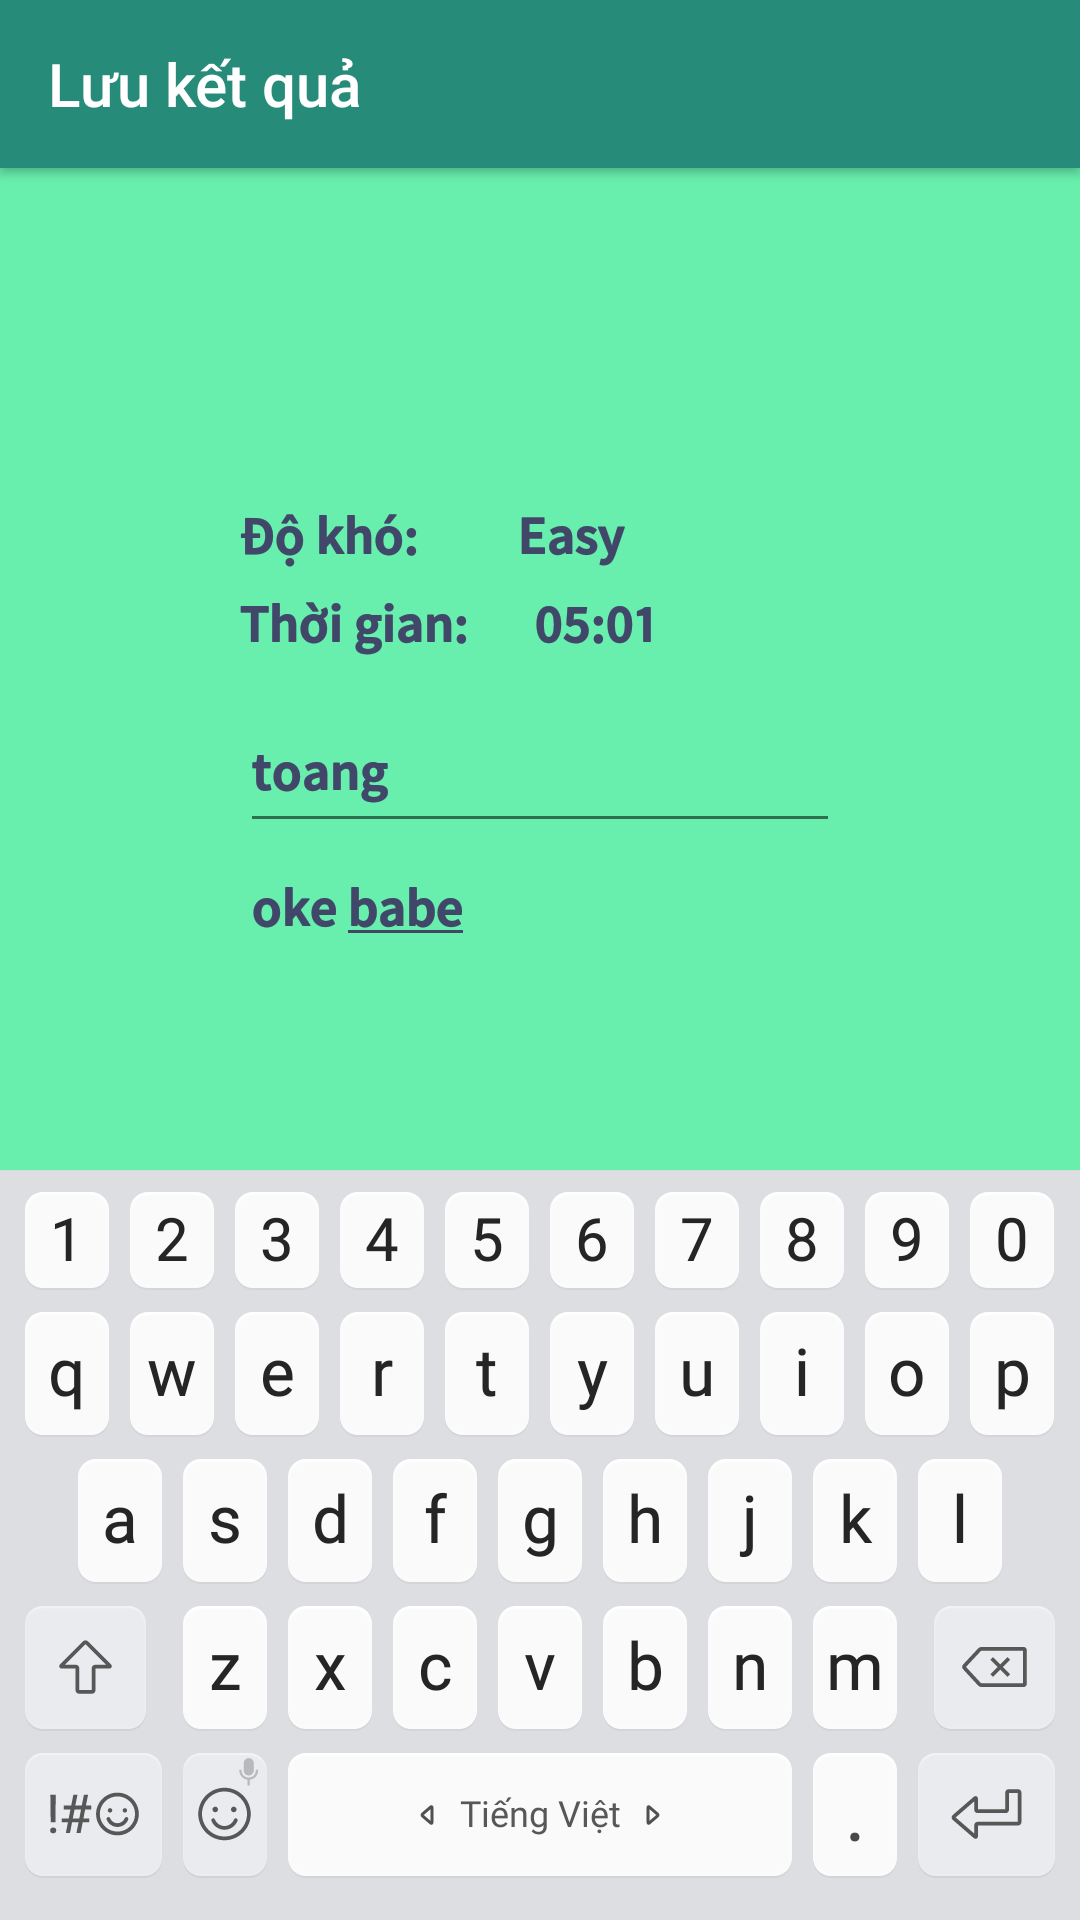 Lưu kết quả
Độ khó: Easy
Thời gian: 05:01
toang
oke babe
1 2 3 4 5 6 7 8 9 0
q w e r t y u i o p
a s d f g h j k l
z x c v b n m
!# Tiếng Việt .